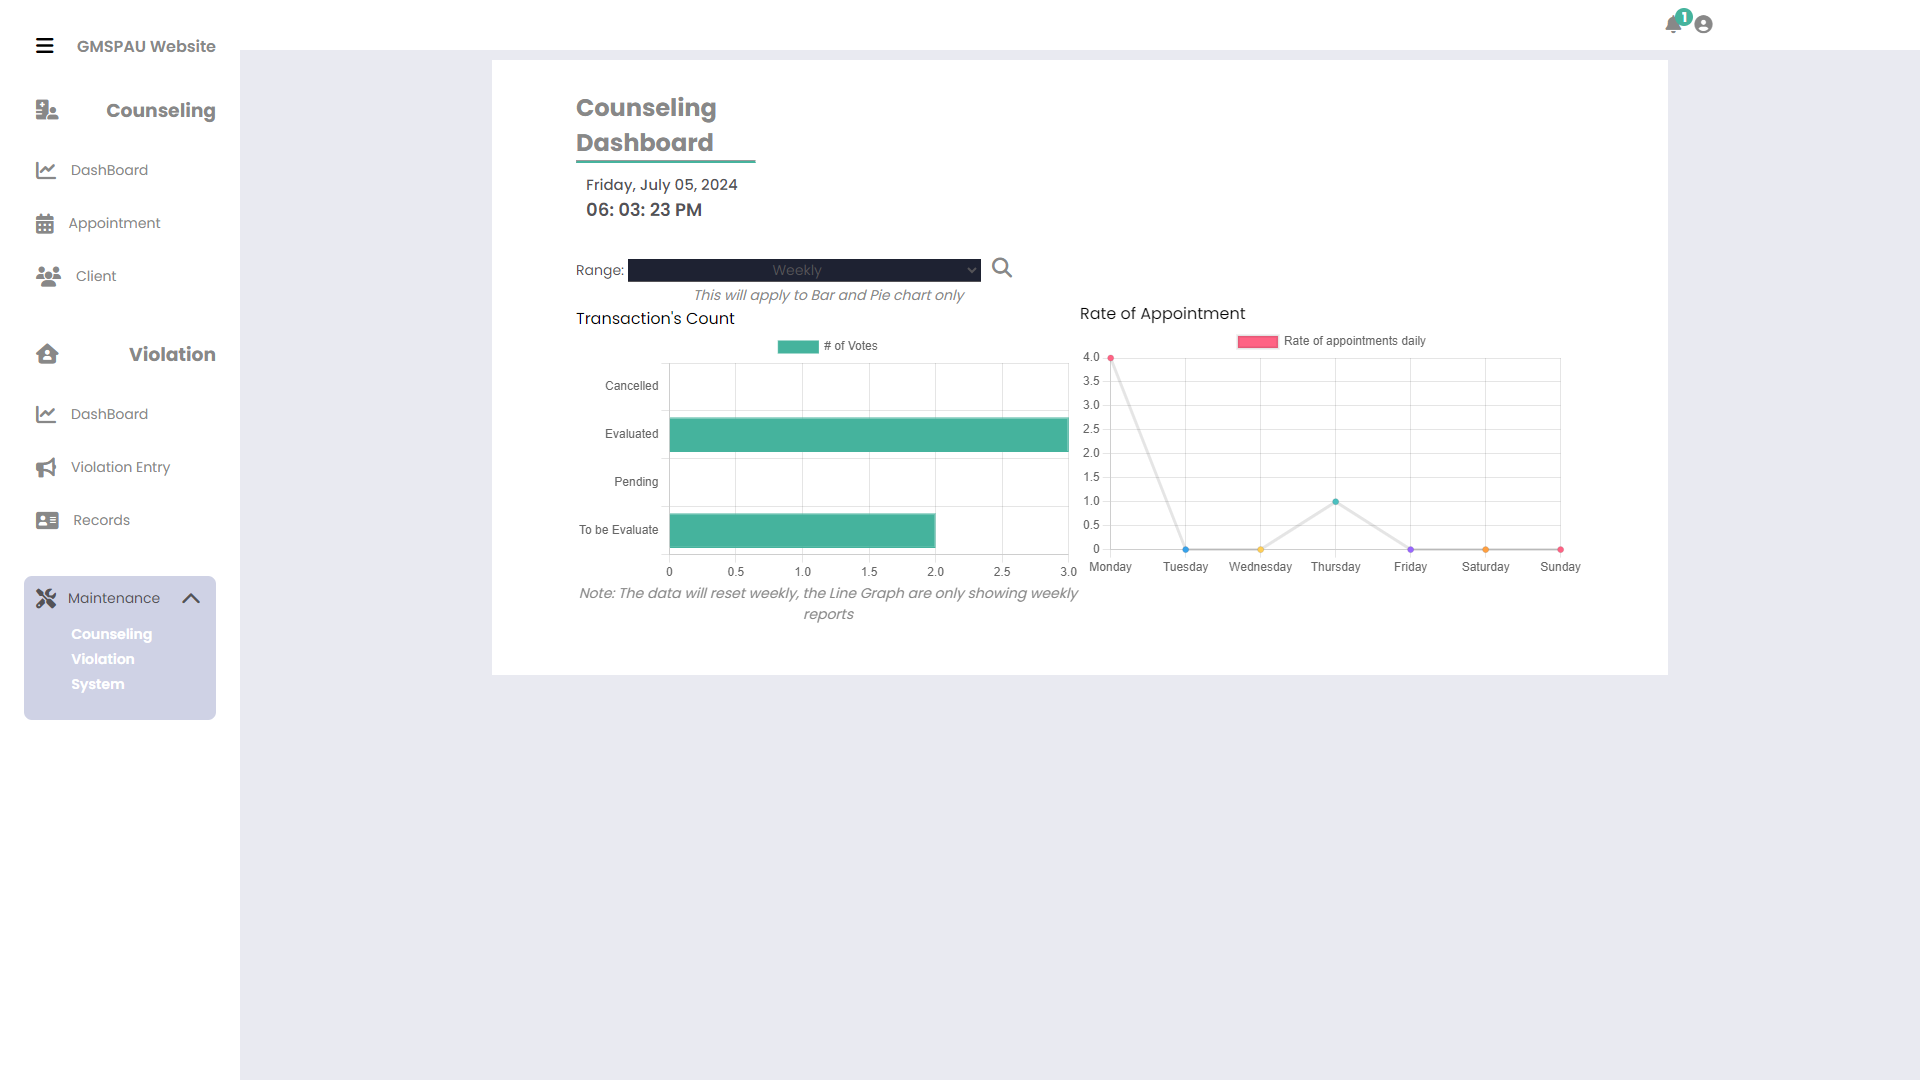 GMSPAU Website
1
Counseling
DashBoard
Appointment
Client
Violation
DashBoard
Violation Entry
Records
Maintenance
Counseling
Violation
System
Counseling
Dashboard
Friday, July 05, 2024
06: 03: 23 PM
Range: Weekly
This will apply to Bar and Pie chart only
Transaction's Count
# of Votes
Cancelled
Evaluated
Pending
To be Evaluate
0 0.5 1.0 1.5 2.0 2.5 3.0
Note: The data will reset weekly, the Line Graph are only showing weekly
reports
Rate of Appointment
Rate of appointments daily
4.0
3.5
3.0
2.5
2.0
1.5
1.0
0.5
0
Monday Tuesday Wednesday Thursday Friday Saturday Sunday